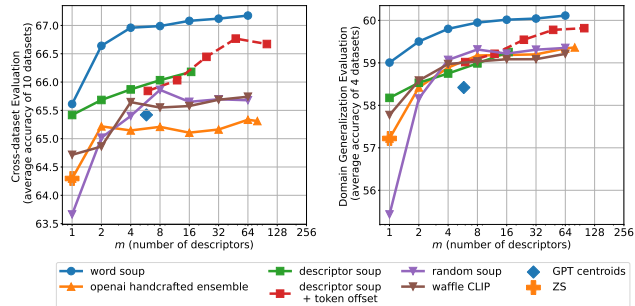 Cross-dataset Evaluation
(average accuracy of 10 datasets)
67.0
66.5
66.0
65.5
65.0
64.5
64.0
63.5
1 2 4 8 16 32 64 128 256
m (number of descriptors)
Domain Generalization Evaluation
(average accuracy of 4 datasets)
60
59
58
57
56
1 2 4 8 16 32 64 128 256
m (number of descriptors)
word soup
openai handcrafted ensemble
descriptor soup
descriptor soup
+ token offset
random soup
waffle CLIP
GPT centroids
ZS